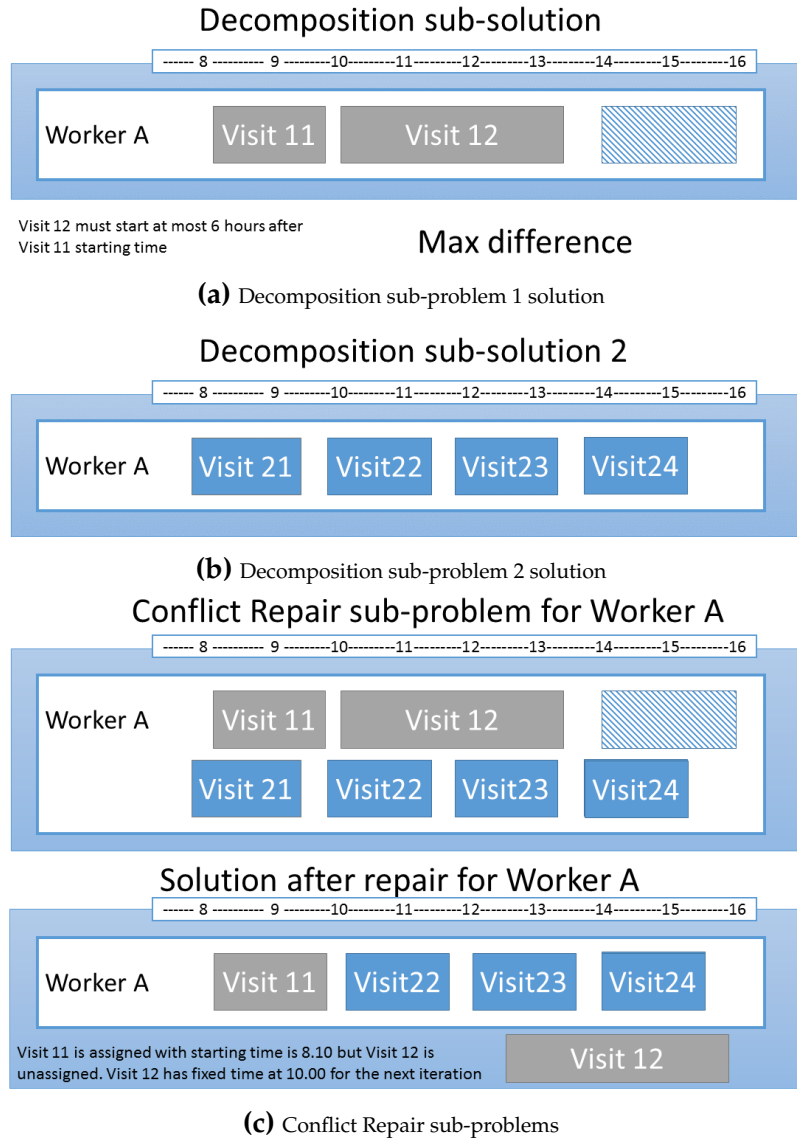 Decomposition sub-solution
------ 8 ---------- 9 ---------10---------11---------12---------13---------14---------15---------16
Worker A
Visit 11
Visit 12
Visit 12 must start at most 6 hours after
Visit 11 starting time
Max difference
(a) Decomposition sub-problem 1 solution
Decomposition sub-solution 2
------ 8 ---------- 9 ---------10---------11---------12---------13---------14---------15---------16
Worker A
Visit 21
Visit22
Visit23
Visit24
(b) Decomposition sub-problem 2 solution
Conflict Repair sub-problem for Worker A
------ 8 ---------- 9 ---------10---------11---------12---------13---------14---------15---------16
Worker A
Visit 11
Visit 12
Visit 21
Visit22
Visit23
Visit24
Solution after repair for Worker A
------ 8 ---------- 9 ---------10---------11---------12---------13---------14---------15---------16
Worker A
Visit 11
Visit22
Visit23
Visit24
Visit 11 is assigned with starting time is 8.10 but Visit 12 is
unassigned. Visit 12 has fixed time at 10.00 for the next iteration
Visit 12
(c) Conflict Repair sub-problems